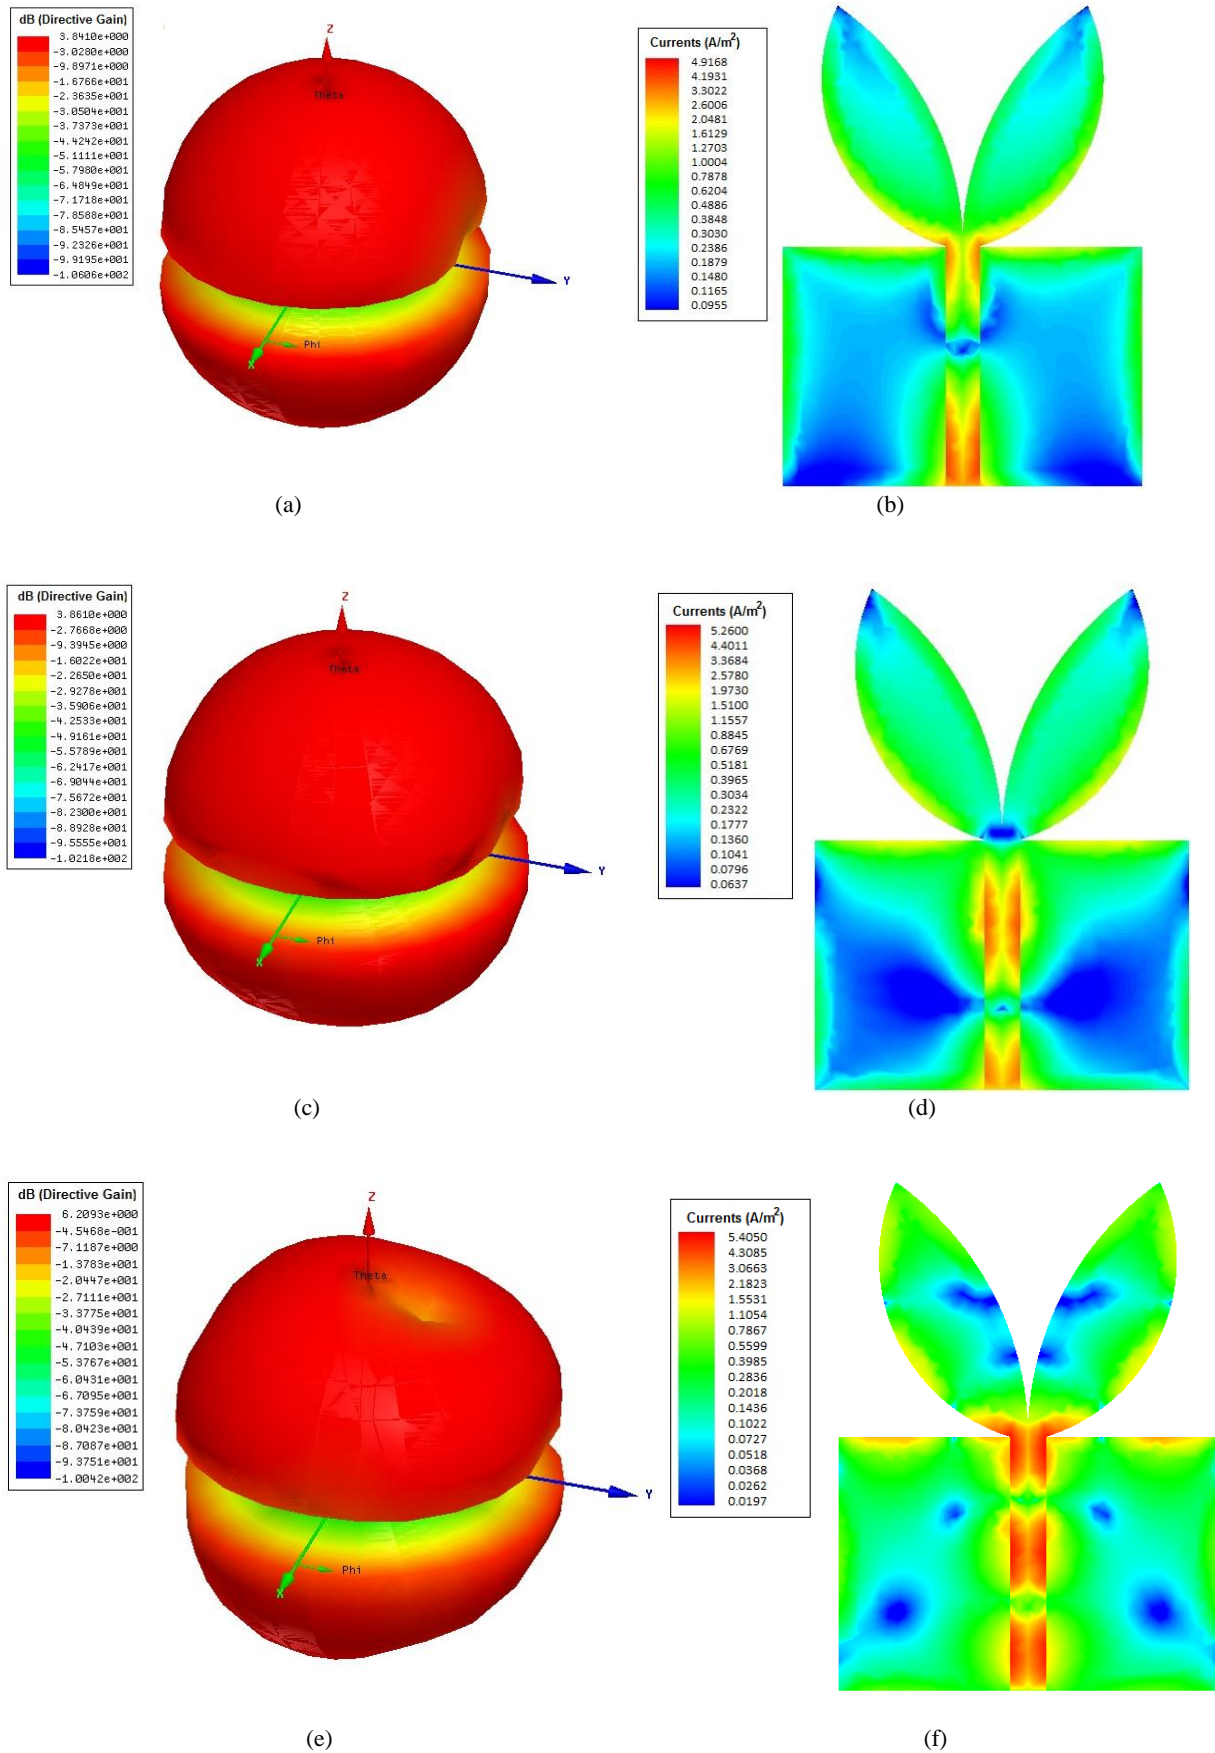 dB (Directive Gain)
3.8410e+000
-3.0280e+000
-9.8971e+000
-1.6766e+001
-2.3635e+001
-3.0504e+001
-3.7373e+001
-4.4242e+001
-5.1111e+001
-5.7980e+001
-6.4849e+001
-7.1718e+001
-7.8588e+001
-8.5457e+001
-9.2326e+001
-9.9195e+001
-1.0606e+002
Z
Theta
Y
Phi
X
(a)
Currents (A/m2)
4.9168
4.1931
3.3022
2.6006
2.0481
1.6129
1.2703
1.0004
0.7878
0.6204
0.4886
0.3848
0.3030
0.2386
0.1879
0.1480
0.1165
0.0955
(b)
dB (Directive Gain)
3.8610e+000
-2.7668e+000
-9.3945e+000
-1.6022e+001
-2.2650e+001
-2.9278e+001
-3.5906e+001
-4.2533e+001
-4.9161e+001
-5.5789e+001
-6.2417e+001
-6.9044e+001
-7.5672e+001
-8.2300e+001
-8.8928e+001
-9.5555e+001
-1.0218e+002
Z
Theta
Y
Phi
X
(c)
Currents (A/m2)
5.2600
4.4011
3.3684
2.5780
1.9730
1.5100
1.1557
0.8845
0.6769
0.5181
0.3965
0.3034
0.2322
0.1777
0.1360
0.1041
0.0796
0.0637
(d)
dB (Directive Gain)
6.2093e+000
-4.5468e-001
-7.1187e+000
-1.3783e+001
-2.0447e+001
-2.7111e+001
-3.3775e+001
-4.0439e+001
-4.7103e+001
-5.3767e+001
-6.0431e+001
-6.7095e+001
-7.3759e+001
-8.0423e+001
-8.7087e+001
-9.3751e+001
-1.0042e+002
Z
Theta
Y
Phi
X
(e)
Currents (A/m2)
5.4050
4.3085
3.0663
2.1823
1.5531
1.1054
0.7867
0.5599
0.3985
0.2836
0.2018
0.1436
0.1022
0.0727
0.0518
0.0368
0.0262
0.0197
(f)